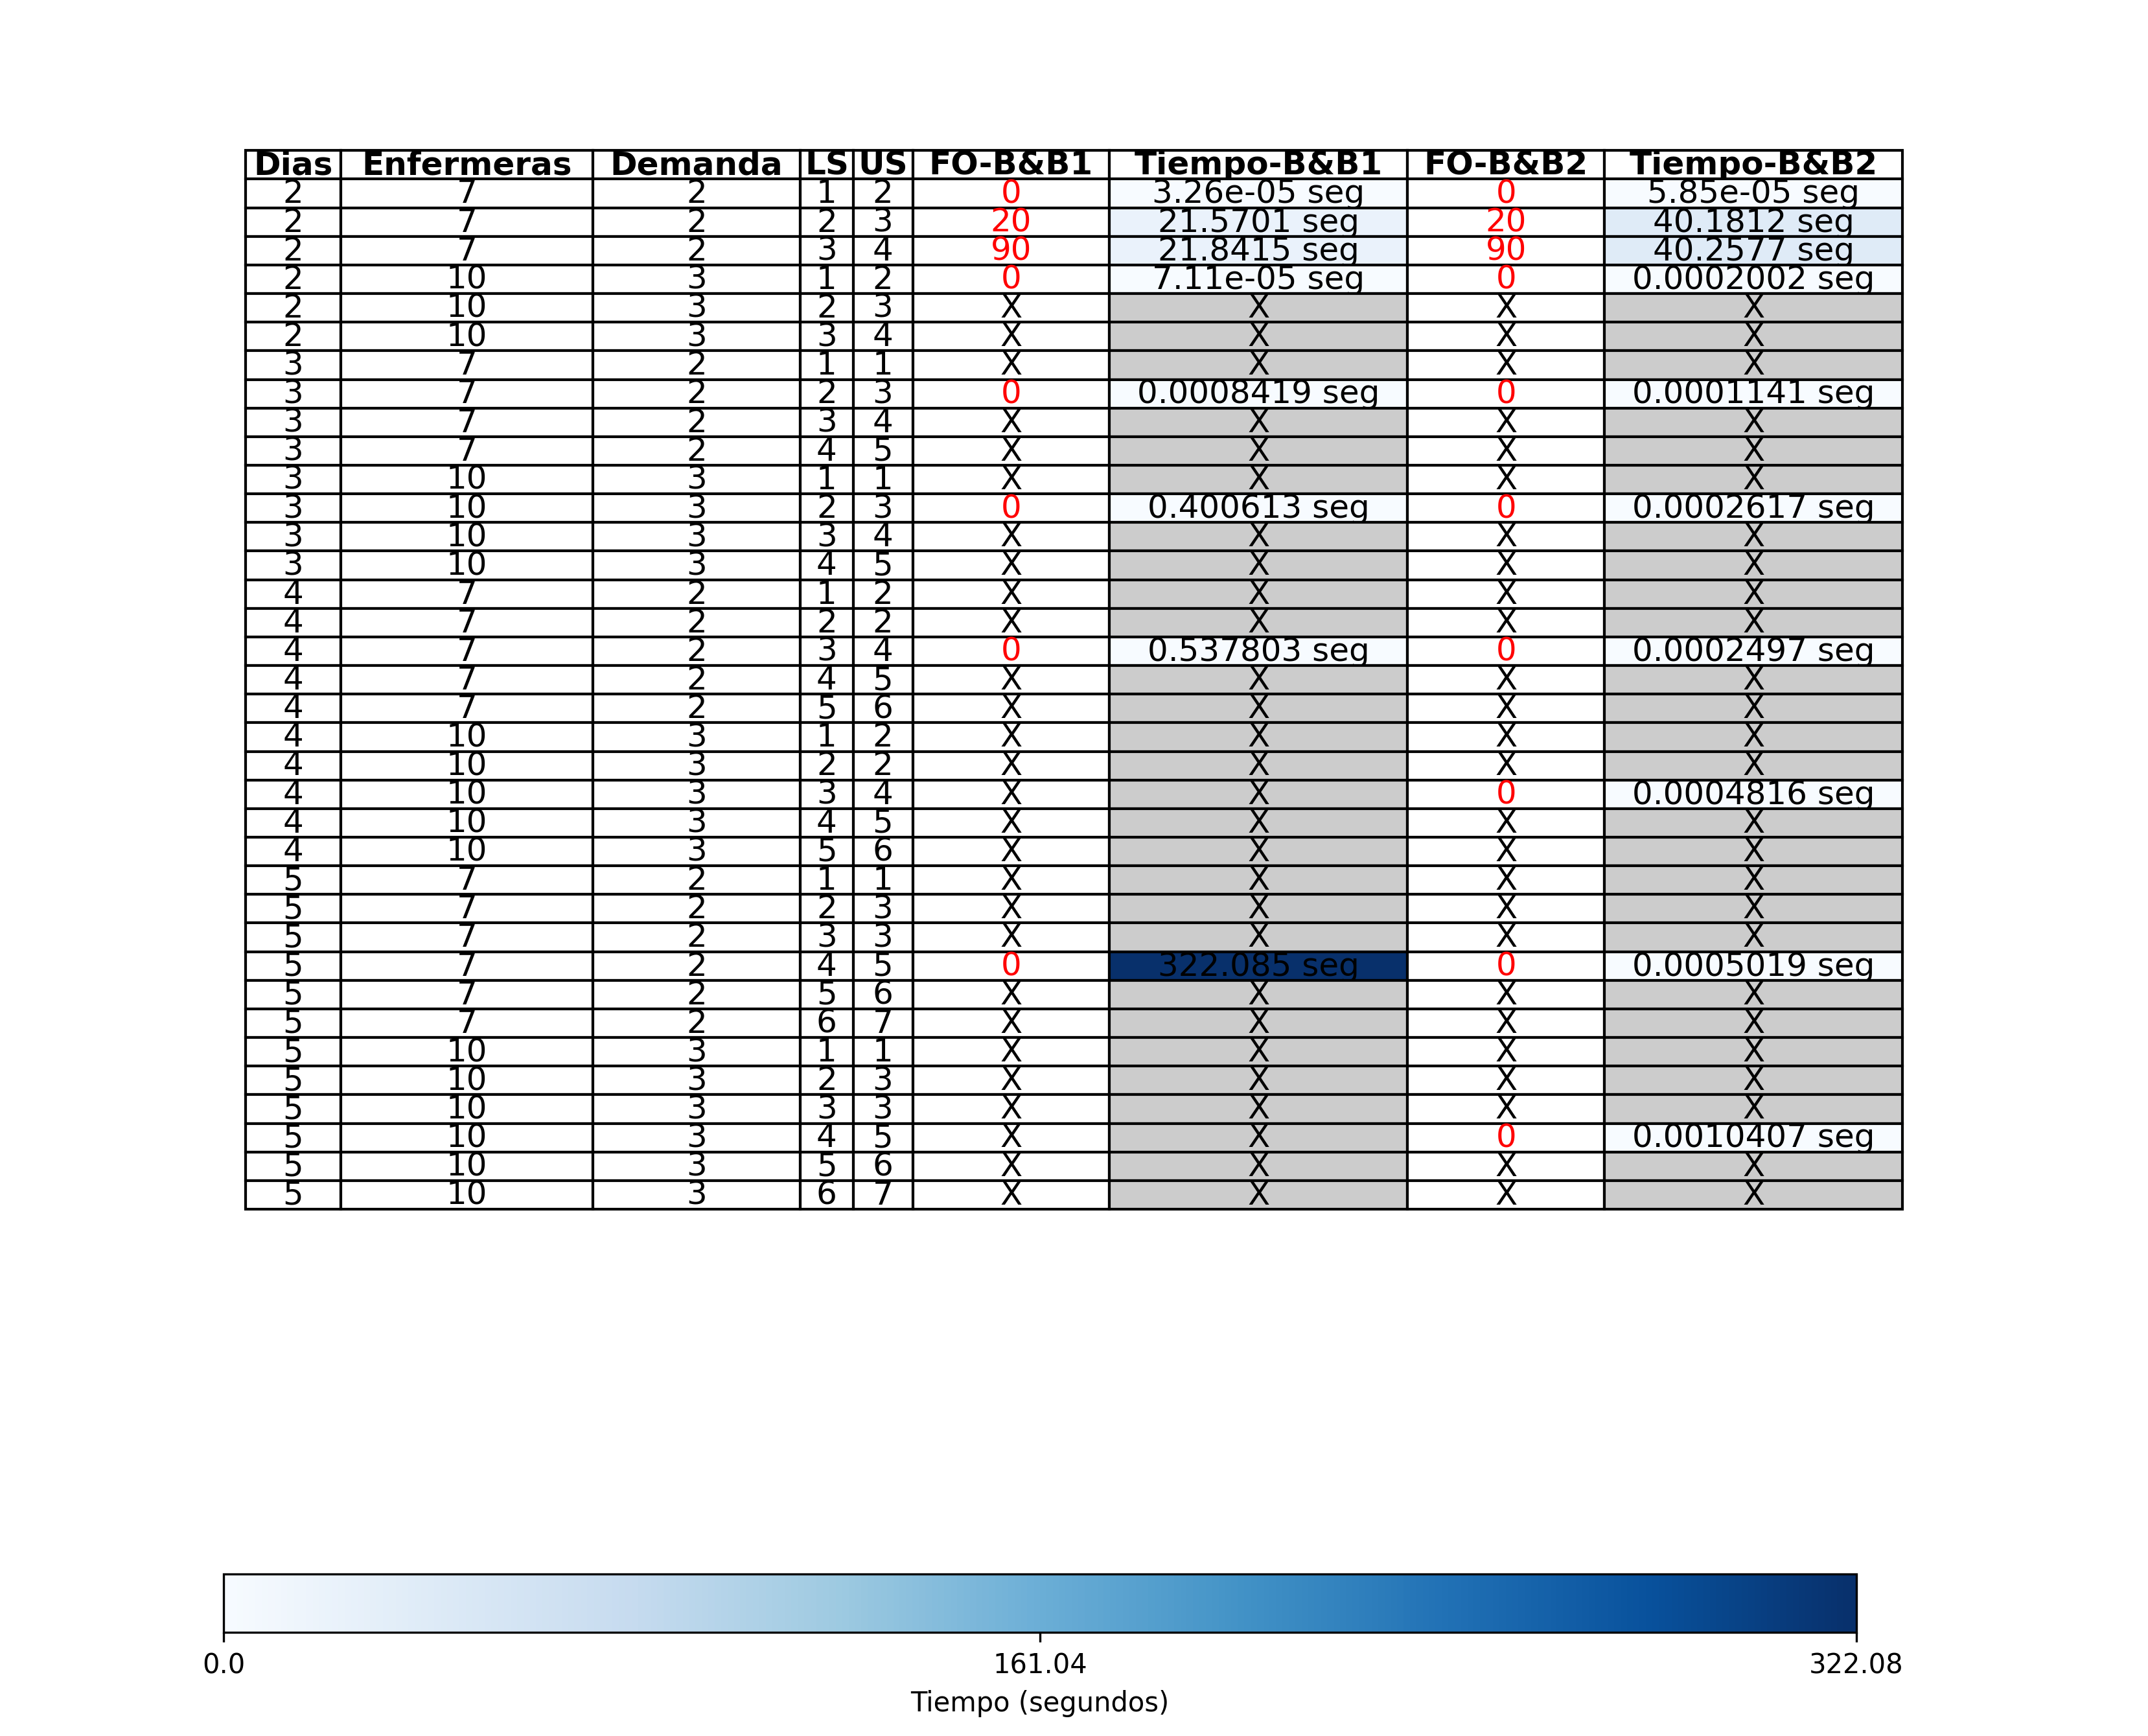 Dias Enfermeras Demanda LS US FO-B&B1 Tiempo-B&B1 FO-B&B2 Tiempo-B&B2
2 7 2 1 2 0 3.26e-05 seg 0 5.85e-05 seg
2 7 2 2 3 20 21.5701 seg 20 40.1812 seg
2 7 2 3 4 90 21.8415 seg 90 40.2577 seg
2 10 3 1 2 0 7.11e-05 seg 0 0.0002002 seg
2 10 3 2 3 X X X X
2 10 3 3 4 X X X X
3 7 2 1 1 X X X X
3 7 2 2 3 0 0.0008419 seg 0 0.0001141 seg
3 7 2 3 4 X X X X
3 7 2 4 5 X X X X
3 10 3 1 1 X X X X
3 10 3 2 3 0 0.400613 seg 0 0.0002617 seg
3 10 3 3 4 X X X X
3 10 3 4 5 X X X X
4 7 2 1 2 X X X X
4 7 2 2 2 X X X X
4 7 2 3 4 0 0.537803 seg 0 0.0002497 seg
4 7 2 4 5 X X X X
4 7 2 5 6 X X X X
4 10 3 1 2 X X X X
4 10 3 2 2 X X X X
4 10 3 3 4 X X 0 0.0004816 seg
4 10 3 4 5 X X X X
4 10 3 5 6 X X X X
5 7 2 1 1 X X X X
5 7 2 2 3 X X X X
5 7 2 3 3 X X X X
5 7 2 4 5 0 322.085 seg 0 0.0005019 seg
5 7 2 5 6 X X X X
5 7 2 6 7 X X X X
5 10 3 1 1 X X X X
5 10 3 2 3 X X X X
5 10 3 3 3 X X X X
5 10 3 4 5 X X 0 0.0010407 seg
5 10 3 5 6 X X X X
5 10 3 6 7 X X X X
0.0 161.04 322.08
Tiempo (segundos)